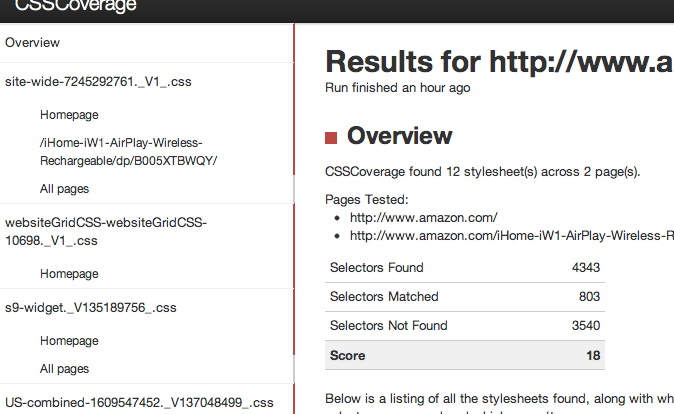 CSSCoverage
Overview
site-wide-7245292761._V1_.css
Homepage
/iHome-iW1-AirPlay-Wireless-
Rechargeable/dp/B005XTBWQY/
All pages
websiteGridCSS-websiteGridCSS-
10698._V1_.css
Homepage
s9-widget._V135189756_.css
Homepage
All pages
US-combined-1609547452._V137048499_.css
Results for http://www.a
Run finished an hour ago
Overview
CSSCoverage found 12 stylesheet(s) across 2 page(s).
Pages Tested:
http://www.amazon.com/
http://www.amazon.com/iHome-iW1-AirPlay-Wireless-R
Selectors Found 4343
Selectors Matched 803
Selectors Not Found 3540
Score 18
Below is a listing of all the stylesheets found, along with wh